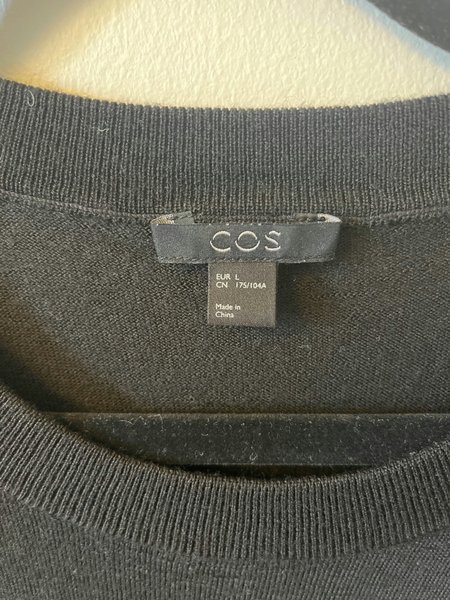 COS
EUR L
CN 175/104A
Made in
China